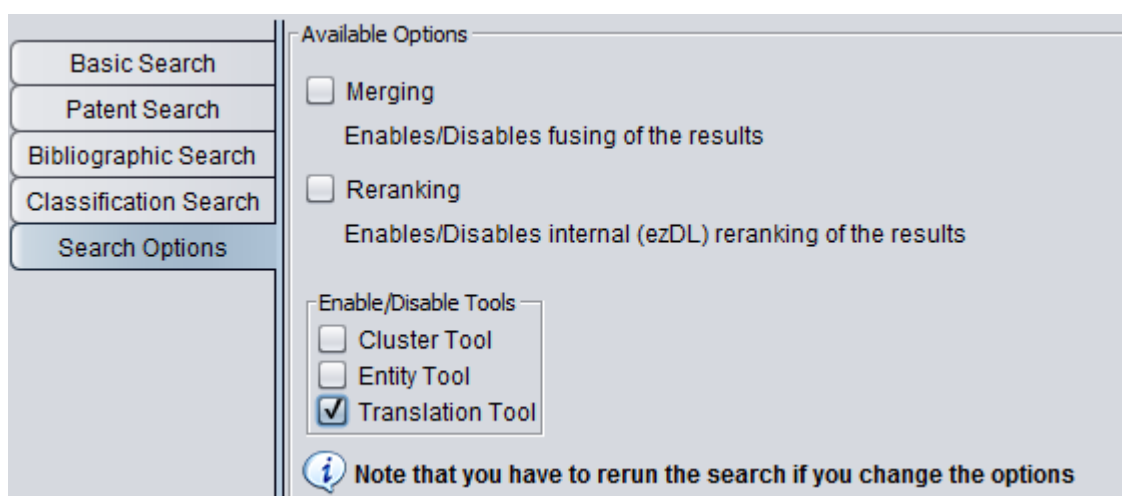 Basic Search
Patent Search
Bibliographic Search
Classification Search
Search Options
Available Options
Merging
Enables/Disables fusing of the results
Reranking
Enables/Disables internal (ezDL) reranking of the results
Enable/Disable Tools
Cluster Tool
Entity Tool
Translation Tool
Note that you have to rerun the search if you change the options